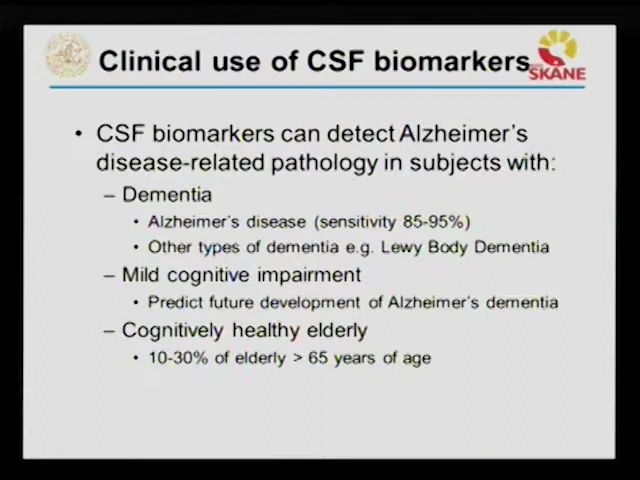 Clinical use of CSF biomarkers
SKANE
• CSF biomarkers can detect Alzheimer's
disease-related pathology in subjects with:
– Dementia
• Alzheimer's disease (sensitivity 85-95%)
• Other types of dementia e.g. Lewy Body Dementia
– Mild cognitive impairment
• Predict future development of Alzheimer's dementia
– Cognitively healthy elderly
• 10-30% of elderly > 65 years of age